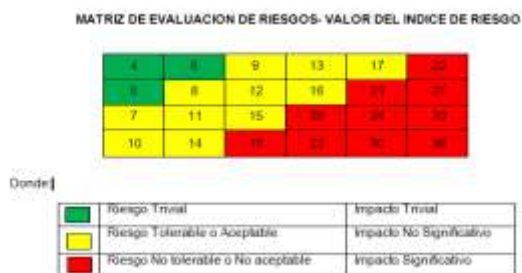 MATRIZ DE EVALUACION DE RIESGOS- VALOR DEL INDICE DE RIESGO
4 9 13 17
8 12 16
7 11 15
10 14
Donde:
Riesgo Trivial Impacto Trivial
Riesgo Tolerable o Aceptable Impacto No Significativo
Riesgo No tolerable o No aceptable Impacto Significativo